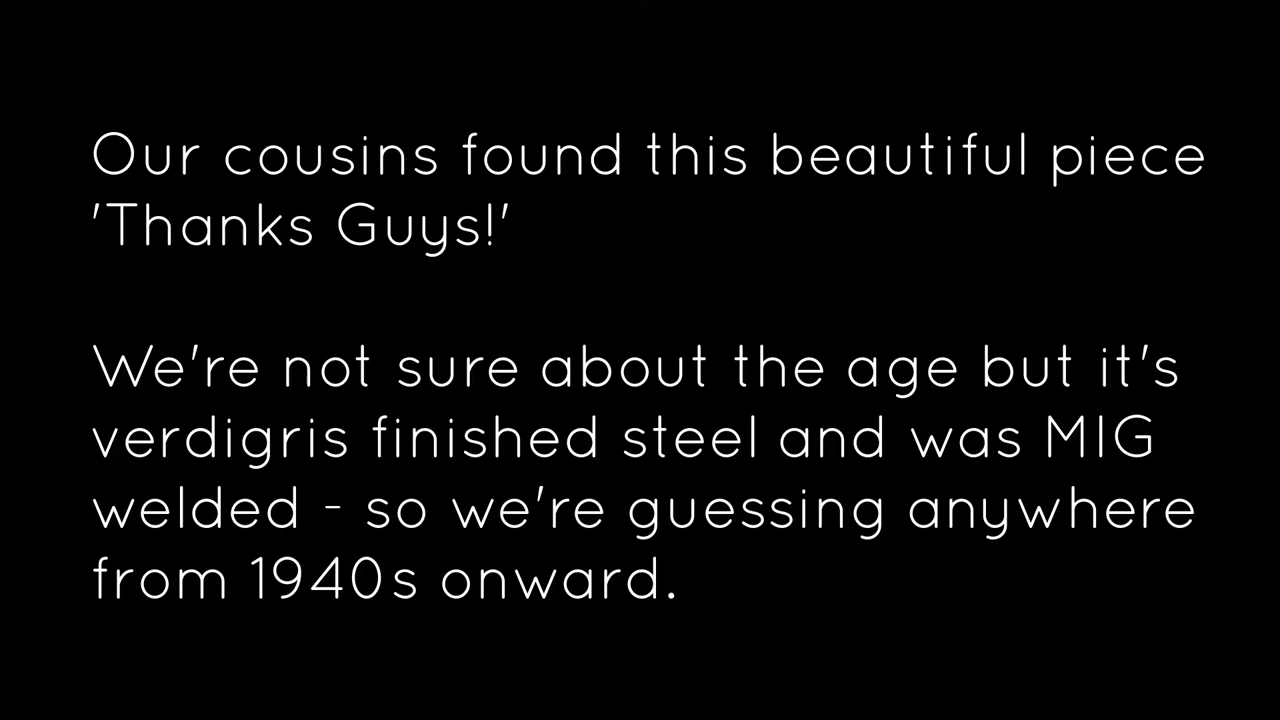 Our cousins found this beautiful piece
'Thanks Guys!'
We're not sure about the age but it's
verdigris finished steel and was MIG
welded - so we're guessing anywhere
from 1940s onward.